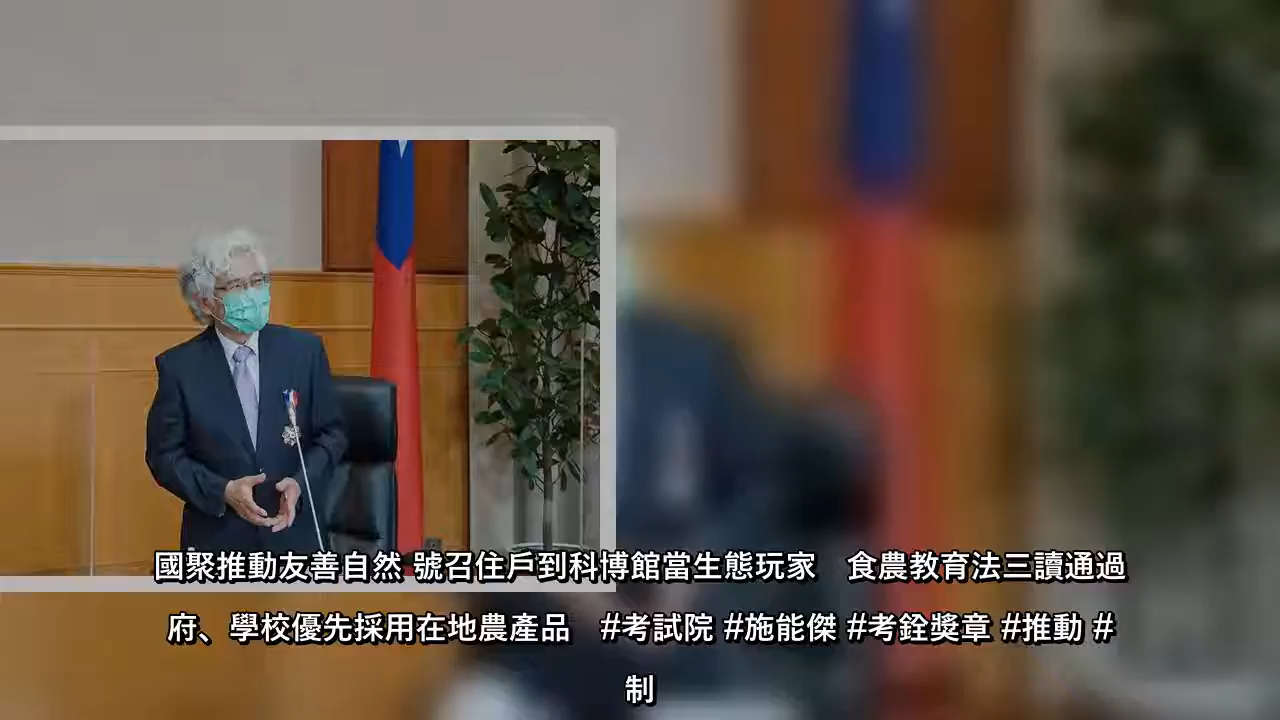 國聚推動友善自然 號召住戶到科博館當生態玩家　食農教育法三讀通過
府、學校優先採用在地農產品　#考試院 #施能傑 #考銓獎章 #推動 #
制